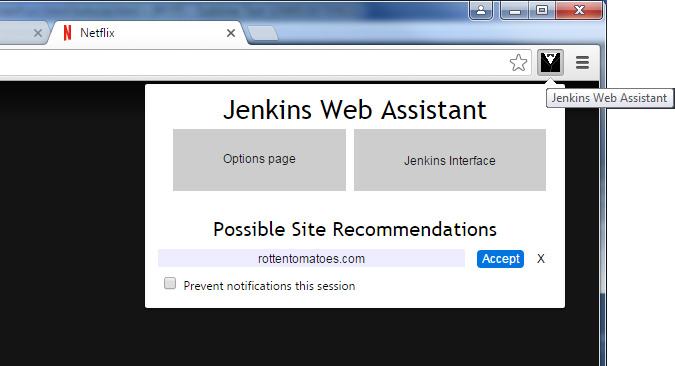 Netflix
Jenkins Web Assistant
Jenkins Web Assistant
Options page
Jenkins Interface
Possible Site Recommendations
rottentomatoes.com
Accept
X
Prevent notifications this session